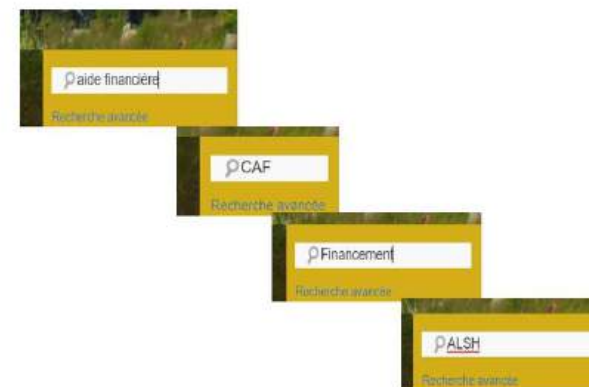 aide financière
Recherche avancée
CAF
Recherche avancée
Financement
Recherche avancée
ALSH
Recherche avancée